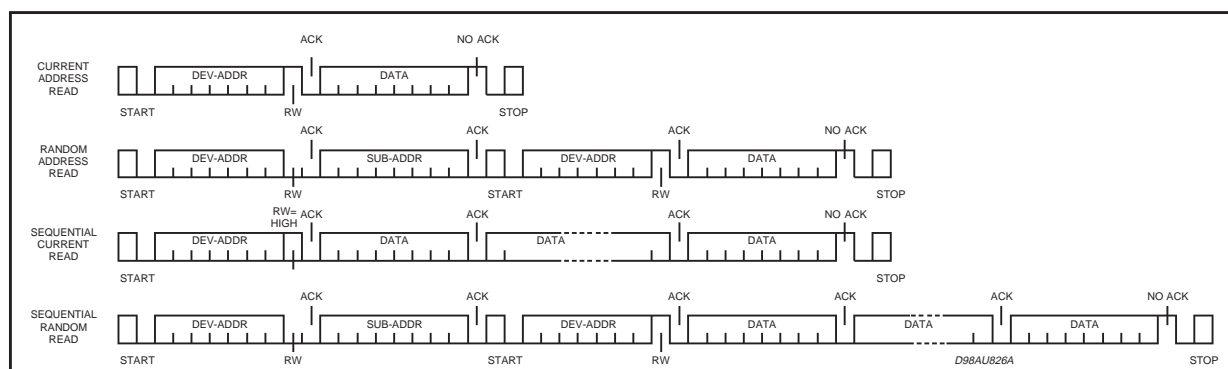 ACK NO ACK
CURRENT
ADDRESS
READ
DEV-ADDR DATA
START RW STOP
ACK ACK ACK NO ACK
RANDOM
ADDRESS
READ
DEV-ADDR SUB-ADDR DEV-ADDR DATA
START RW START RW STOP
RW=
HIGH
ACK ACK ACK NO ACK
SEQUENTIAL
CURRENT
READ
DEV-ADDR DATA DATA DATA
START STOP
ACK ACK ACK ACK ACK NO ACK
SEQUENTIAL
RANDOM
READ
DEV-ADDR SUB-ADDR DEV-ADDR DATA DATA DATA
START RW START RW D98AU826A STOP